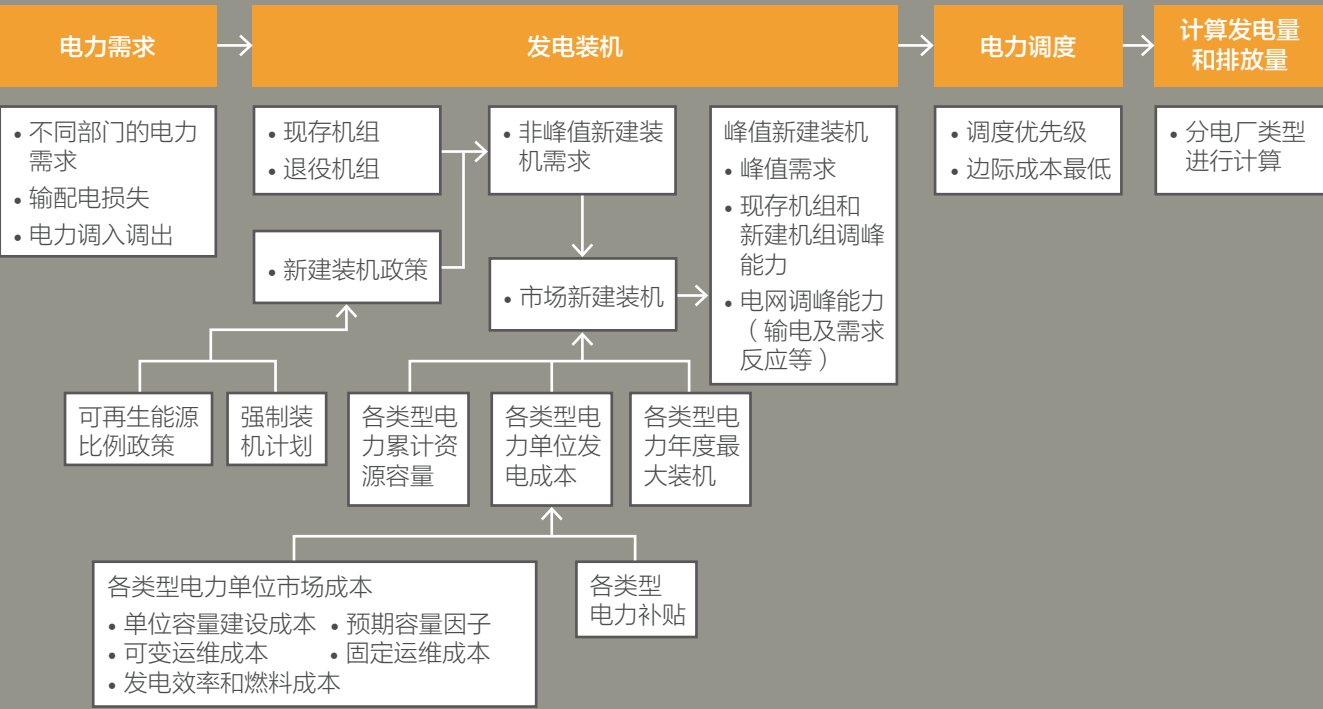 电力需求
发电装机
电力调度
计算发电量
和排放量
• 不同部门的电力
需求
• 输配电损失
• 电力调入调出
• 现存机组
• 退役机组
• 新建装机政策
可再生能源
比例政策
强制装
机计划
• 非峰值新建装
机需求
• 市场新建装机
各类型电
力累计资
源容量
各类型电
力单位发
电成本
各类型电
力年度最
大装机
各类型电力单位市场成本
• 单位容量建设成本 • 预期容量因子
• 可变运维成本 • 固定运维成本
• 发电效率和燃料成本
各类型
电力补贴
峰值新建装机
• 峰值需求
• 现存机组和
新建机组调峰
能力
• 电网调峰能力
（输电及需求
反应等）
• 调度优先级
• 边际成本最低
• 分电厂类型
进行计算